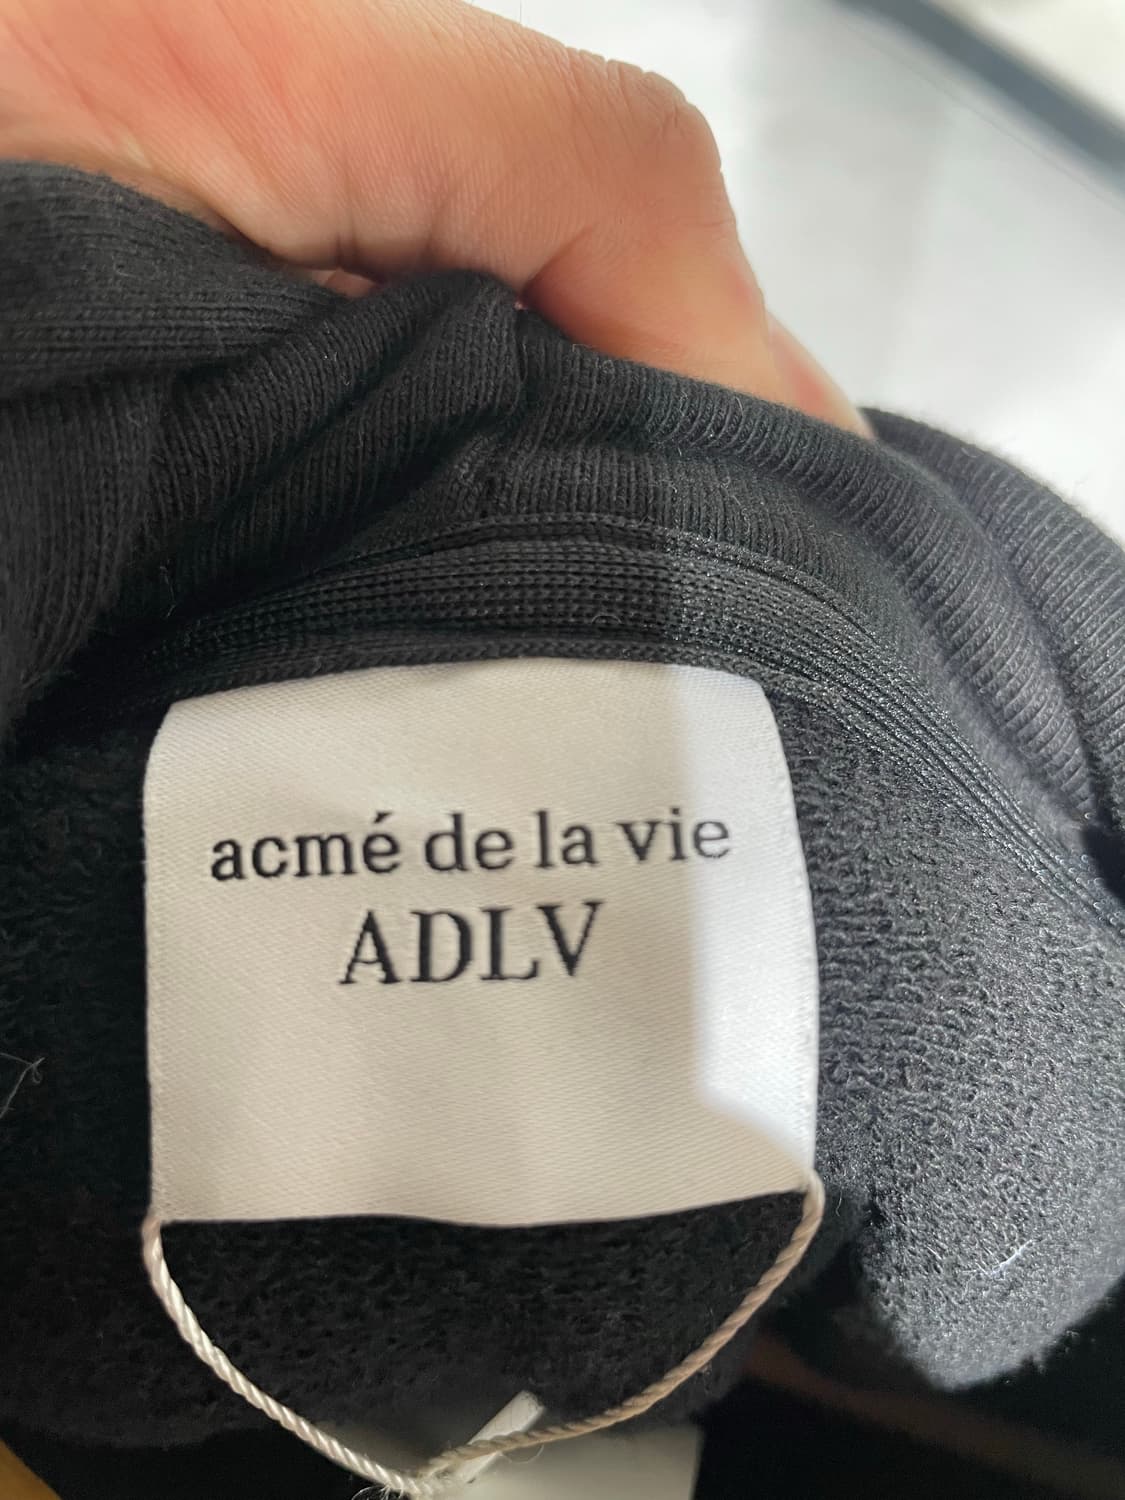 acmé de la vie
ADLV